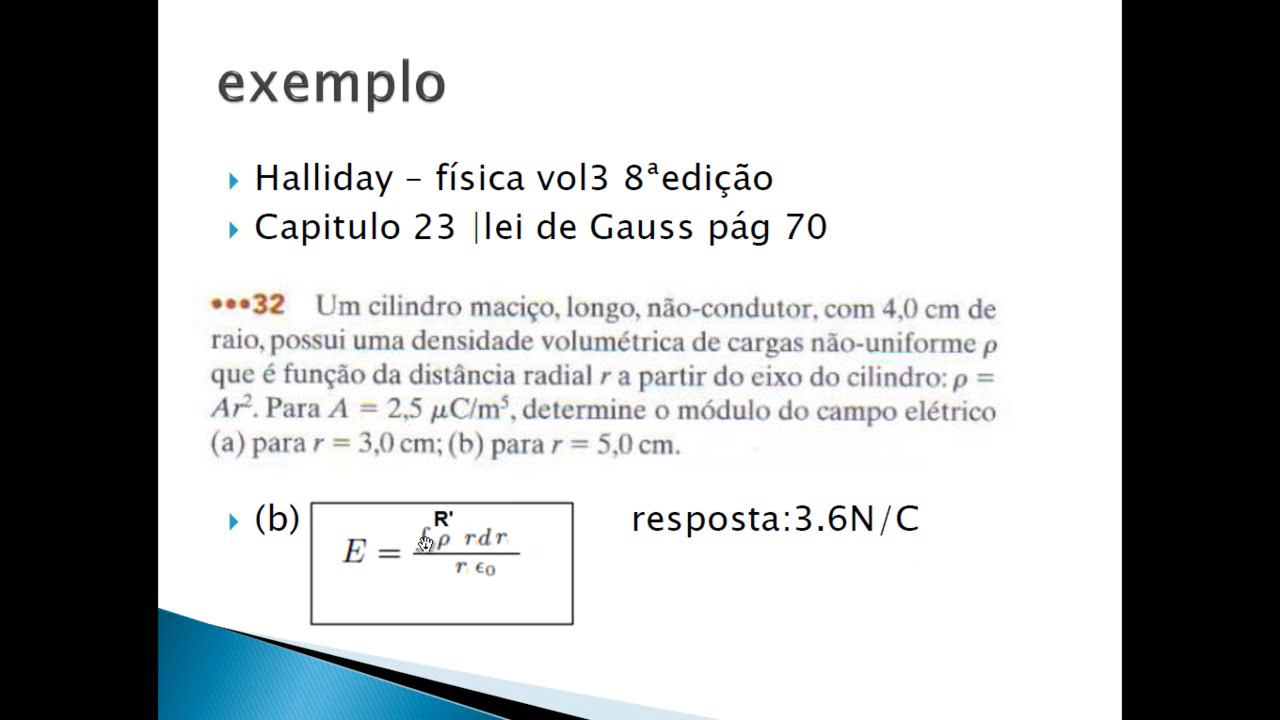 exemplo
Halliday – física vol3 8ªedição
Capitulo 23 |lei de Gauss pág 70
•••32 Um cilindro maciço, longo, não-condutor, com 4,0 cm de
raio, possui uma densidade volumétrica de cargas não-uniforme ρ
que é função da distância radial r a partir do eixo do cilindro: ρ =
Ar². Para A = 2,5 μC/m⁵, determine o módulo do campo elétrico
(a) para r = 3,0 cm; (b) para r = 5,0 cm.
(b) E = ∫ R' ρ rdr / r ε₀ resposta:3.6N/C